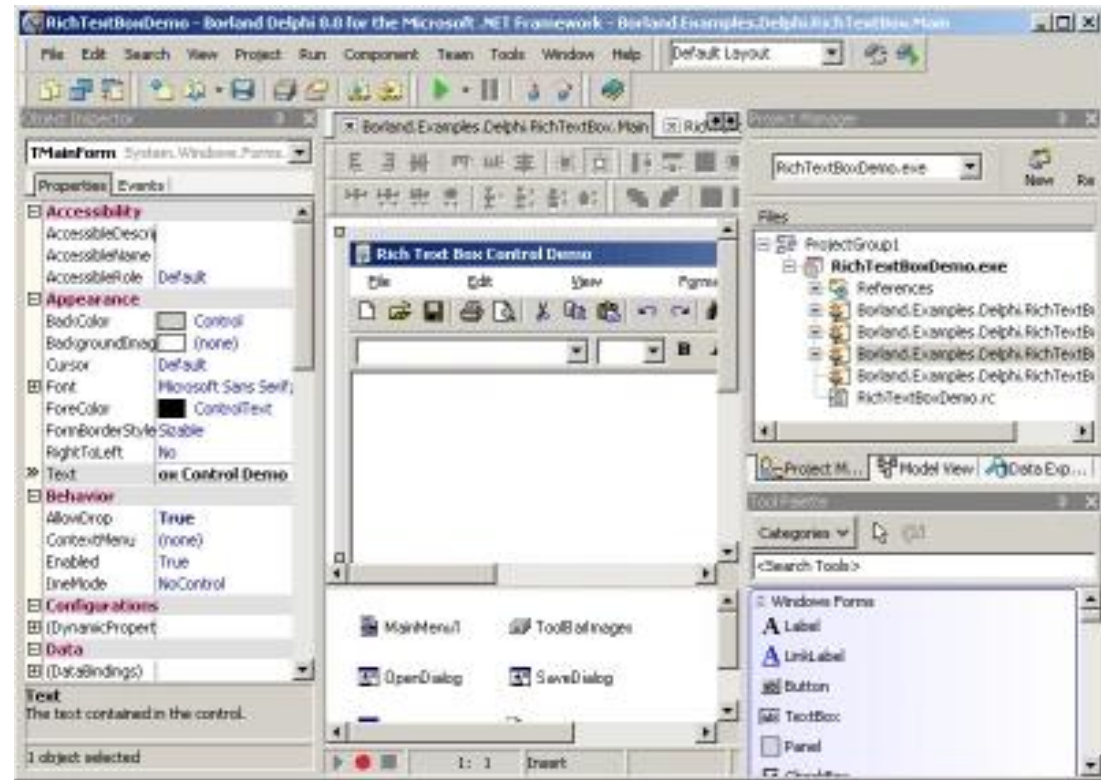 RichTextBoxDemo - Borland Delphi 8.0 for the Microsoft .NET Framework - Borland.Examples.Delphi.RichTextBox.Main
File Edit Search View Project Run Component Team Tools Window Help Default Layout
Object Inspector
TMainForm System.Windows.Forms.
Properties Events
Accessibility
AccessibleDescri
AccessibleName
AccessibleRole Default
Appearance
BackColor Control
BackgroundImag (none)
Cursor Default
Font Microsoft Sans Serif;
ForeColor ControlText
FormBorderStyle Sizable
RightToLeft No
Text ox Control Demo
Behavior
AllowDrop True
ContextMenu (none)
Enabled True
ImeMode NoControl
Configurations
(DynamicPropert
Data
(DataBindings)
Text
The text contained in the control.
1 object selected
Borland.Examples.Delphi.RichTextBox.Main
Rich Text Box Control Demo
File Edit View Forma
B
MainMenu1 ToolBarImages
OpenDialog SaveDialog
1: 1 Insert
Project Manager
RichTextBoxDemo.exe
New Re
Files
ProjectGroup1
RichTextBoxDemo.exe
References
Borland.Examples.Delphi.RichTextBo
Borland.Examples.Delphi.RichTextBo
Borland.Examples.Delphi.RichTextBo
Borland.Examples.Delphi.RichTextBo
RichTextBoxDemo.rc
Project M... Model View Data Exp...
Tool Palette
Categories
<Search Tools>
Windows Forms
A Label
A LinkLabel
ab Button
abl TextBox
Panel
CheckBox